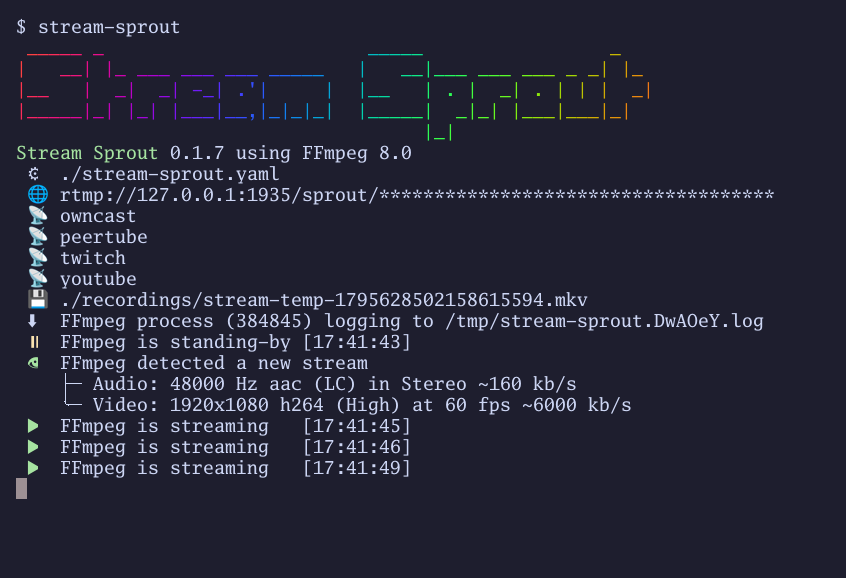 $ stream-sprout
Stream Sprout
Stream Sprout 0.1.7 using FFmpeg 8.0
⚙ ./stream-sprout.yaml
🌐 rtmp://127.0.0.1:1935/sprout/************************************
📡 owncast
📡 peertube
📡 twitch
📡 youtube
💾 ./recordings/stream-temp-1795628502158615594.mkv
⬇ FFmpeg process (384845) logging to /tmp/stream-sprout.DwAOeY.log
⏸ FFmpeg is standing-by [17:41:43]
👁 FFmpeg detected a new stream
├─ Audio: 48000 Hz aac (LC) in Stereo ~160 kb/s
╰─ Video: 1920x1080 h264 (High) at 60 fps ~6000 kb/s
▶ FFmpeg is streaming   [17:41:45]
▶ FFmpeg is streaming   [17:41:46]
▶ FFmpeg is streaming   [17:41:49]